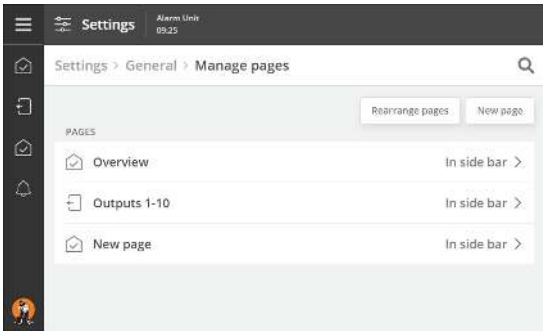 Settings
Alarm Unit
09:25
Settings > General > Manage pages
Rearrange pages
New page
PAGES
Overview
In side bar >
Outputs 1-10
In side bar >
New page
In side bar >